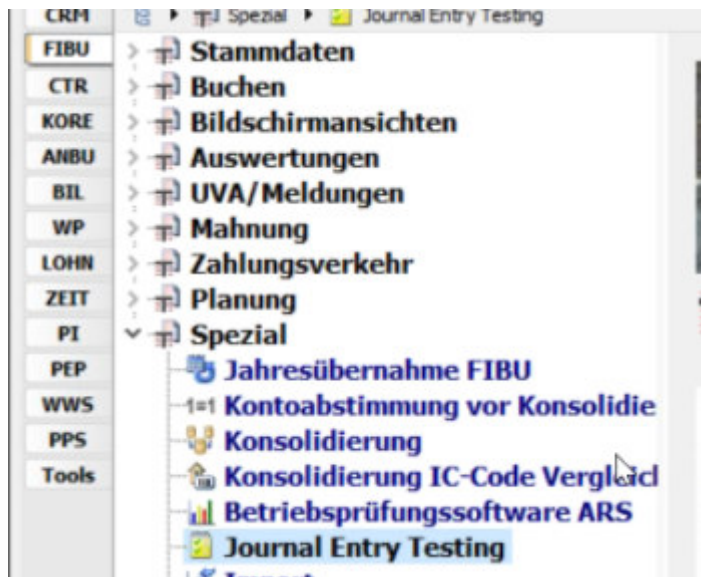 CRM
Spezial Journal Entry Testing
FIBU
Stammdaten
CTR
Buchen
KORE
Bildschirmansichten
ANBU
Auswertungen
BIL
UVA/Meldungen
WP
Mahnung
LOHN
Zahlungsverkehr
ZEIT
Planung
PI
Spezial
PEP
Jahresübernahme FIBU
WWS
1=1 Kontoabstimmung vor Konsolidie
PPS
Konsolidierung
Tools
Konsolidierung IC-Code Vergleich
Betriebsprüfungssoftware ARS
Journal Entry Testing
Import